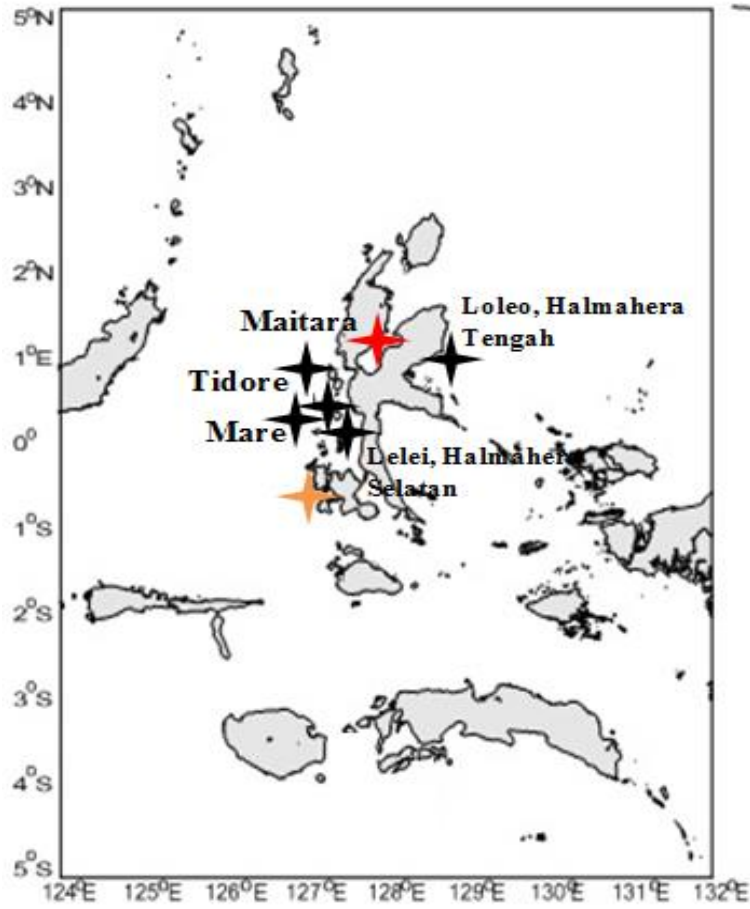 5°N
4°N
3°N
2°N
1°E
0°
1°S
2°S
3°S
4°S
5°S
Maitara
Tidore
Mare
Loleo, Halmahera
Tengah
Lelei, Halmaher
Selatan
124°E 125°E 126°E 127°E 128°E 129°E 130°E 131°E 132°E